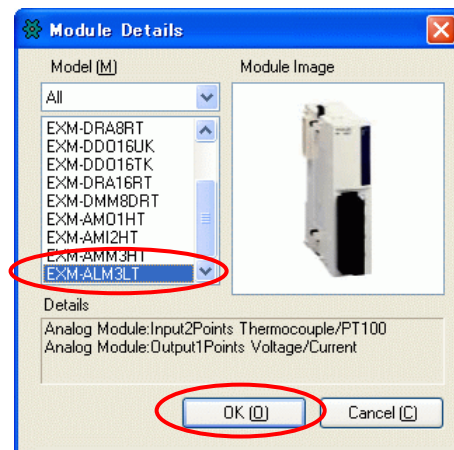 Module Details
Model (M)
Module Image
All
EXM-DRA8RT
EXM-DDO16UK
EXM-DDO16TK
EXM-DRA16RT
EXM-DMM8DRT
EXM-AMO1HT
EXM-AMI2HT
EXM-AMM3HT
EXM-ALM3LT
Details
Analog Module:Input2Points Thermocouple/PT100
Analog Module:Output1Points Voltage/Current
OK (O)
Cancel (C)